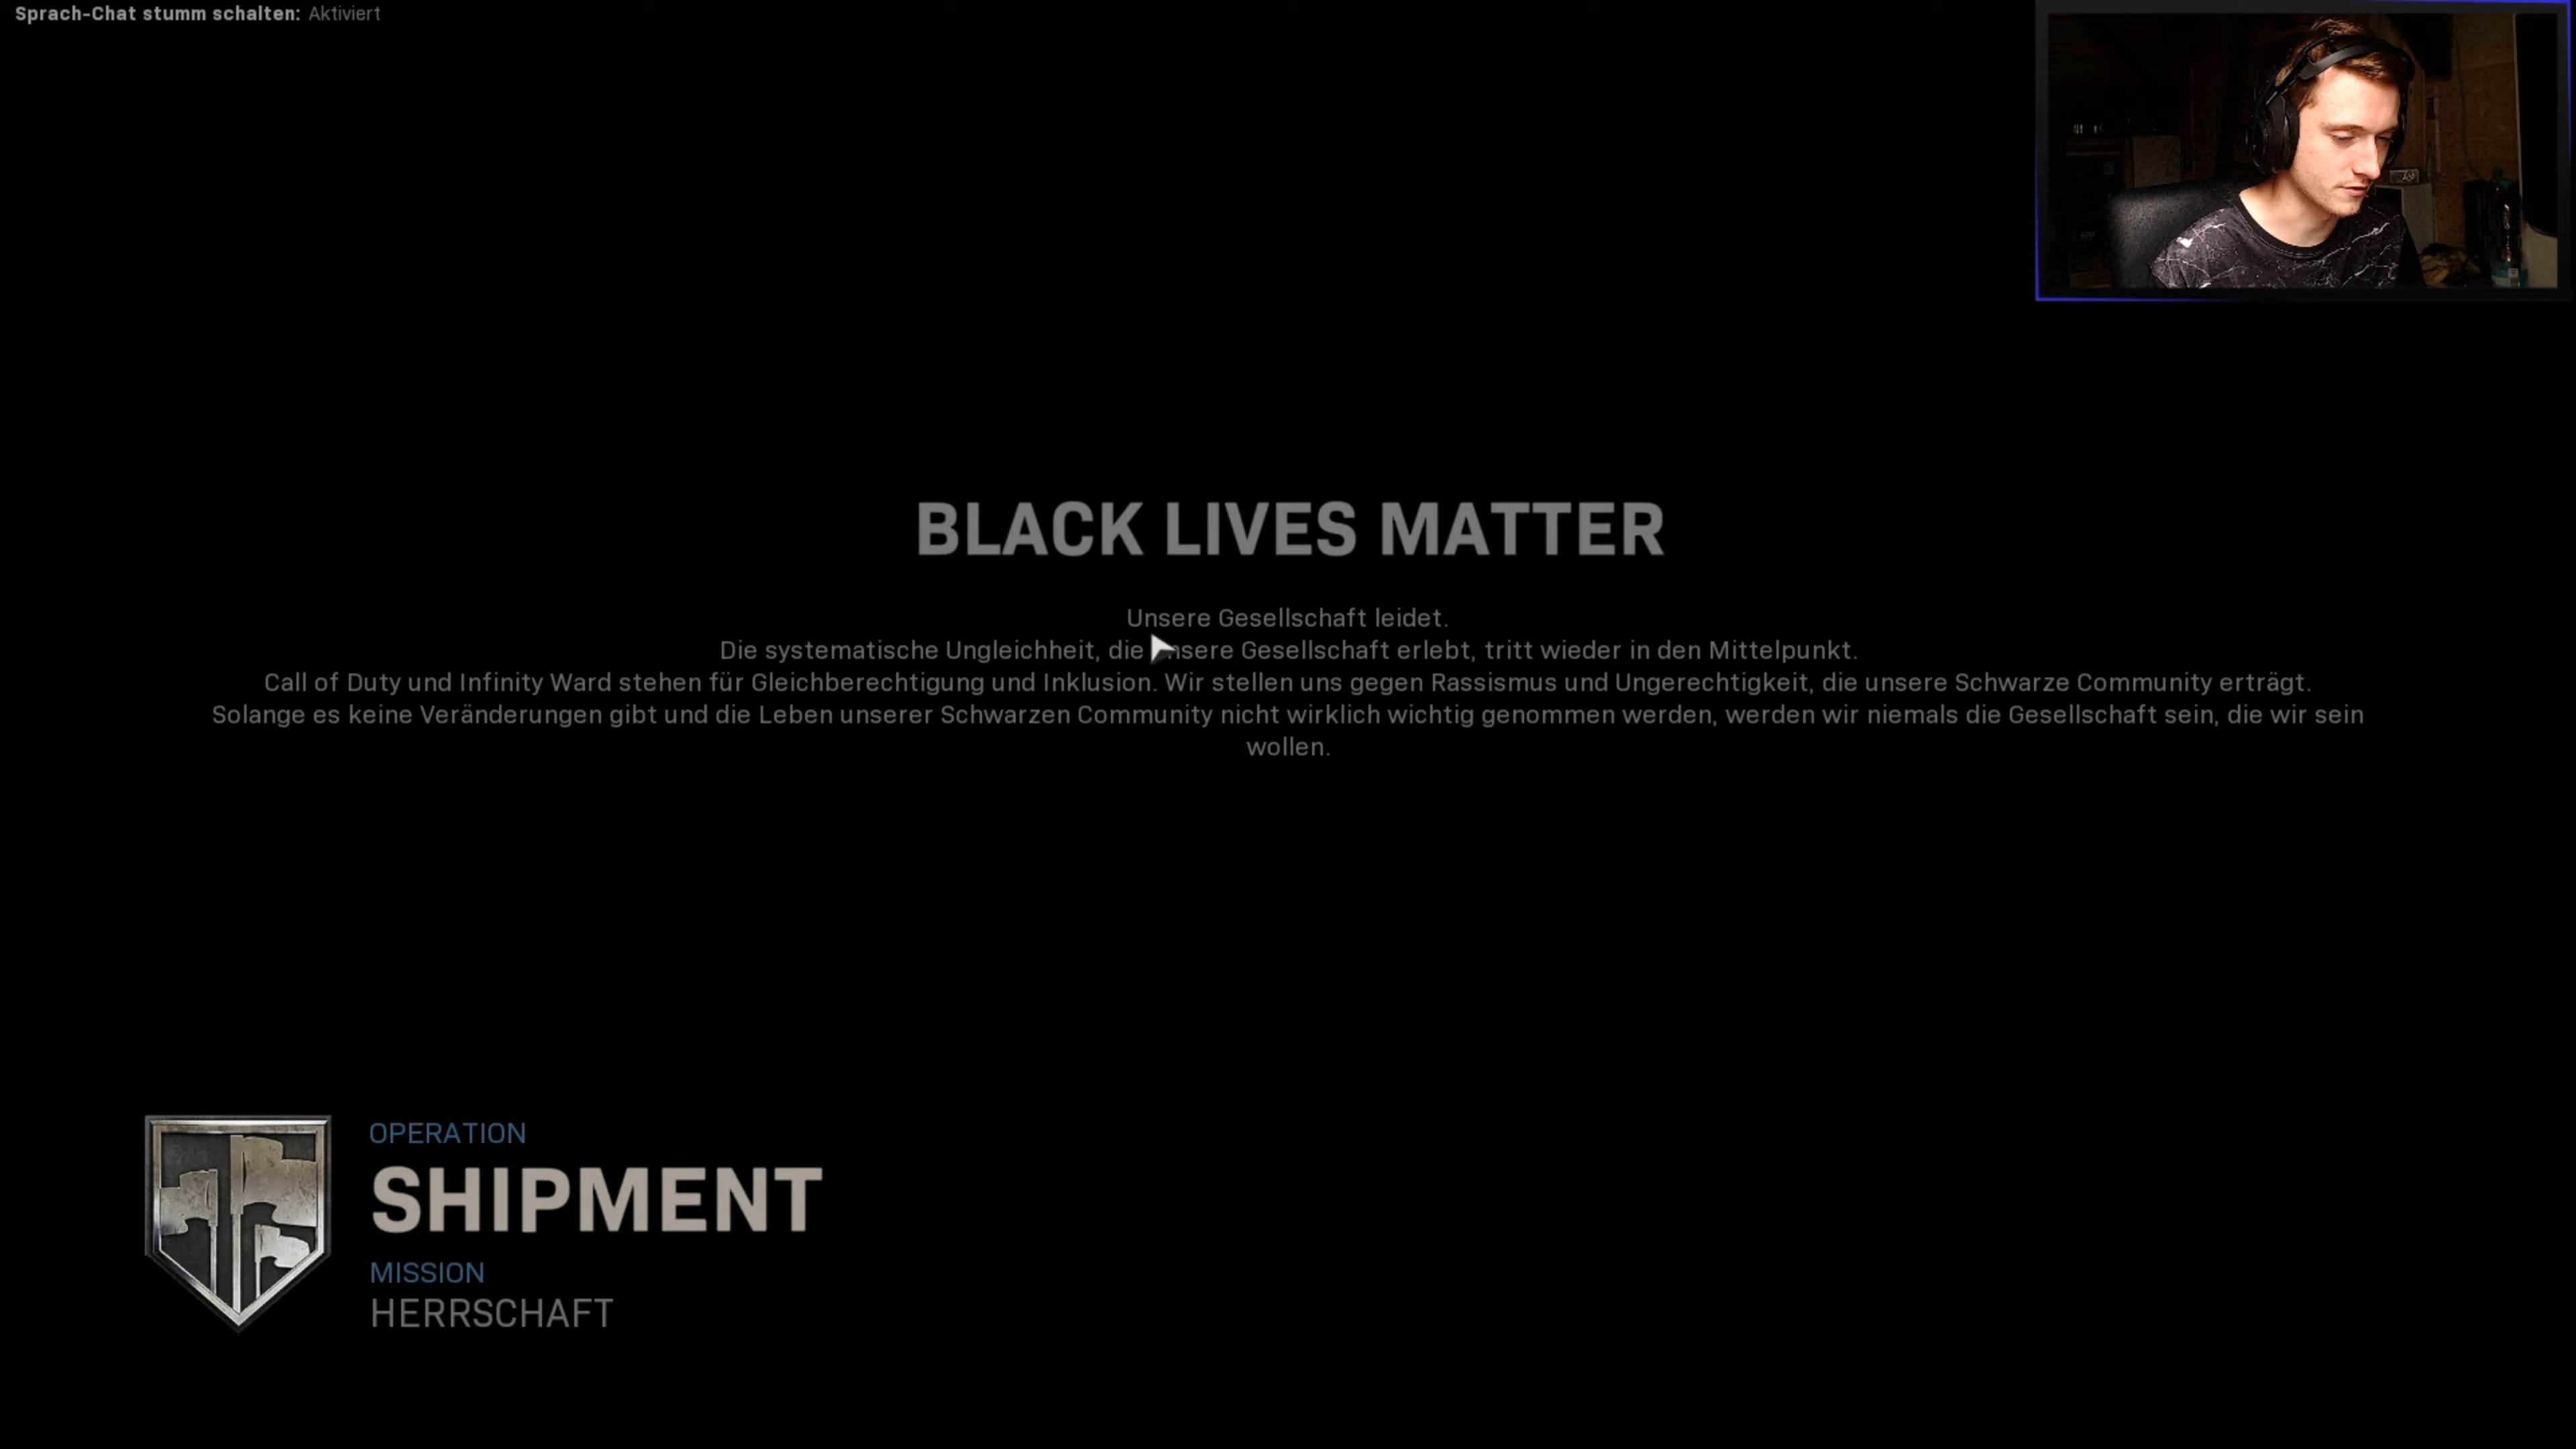 Sprach-Chat stumm schalten: Aktiviert
BLACK LIVES MATTER
Unsere Gesellschaft leidet.
Die systematische Ungleichheit, die unsere Gesellschaft erlebt, tritt wieder in den Mittelpunkt.
Call of Duty und Infinity Ward stehen für Gleichberechtigung und Inklusion. Wir stellen uns gegen Rassismus und Ungerechtigkeit, die unsere Schwarze Community erträgt.
Solange es keine Veränderungen gibt und die Leben unserer Schwarzen Community nicht wirklich wichtig genommen werden, werden wir niemals die Gesellschaft sein, die wir sein
wollen.
OPERATION
SHIPMENT
MISSION
HERRSCHAFT